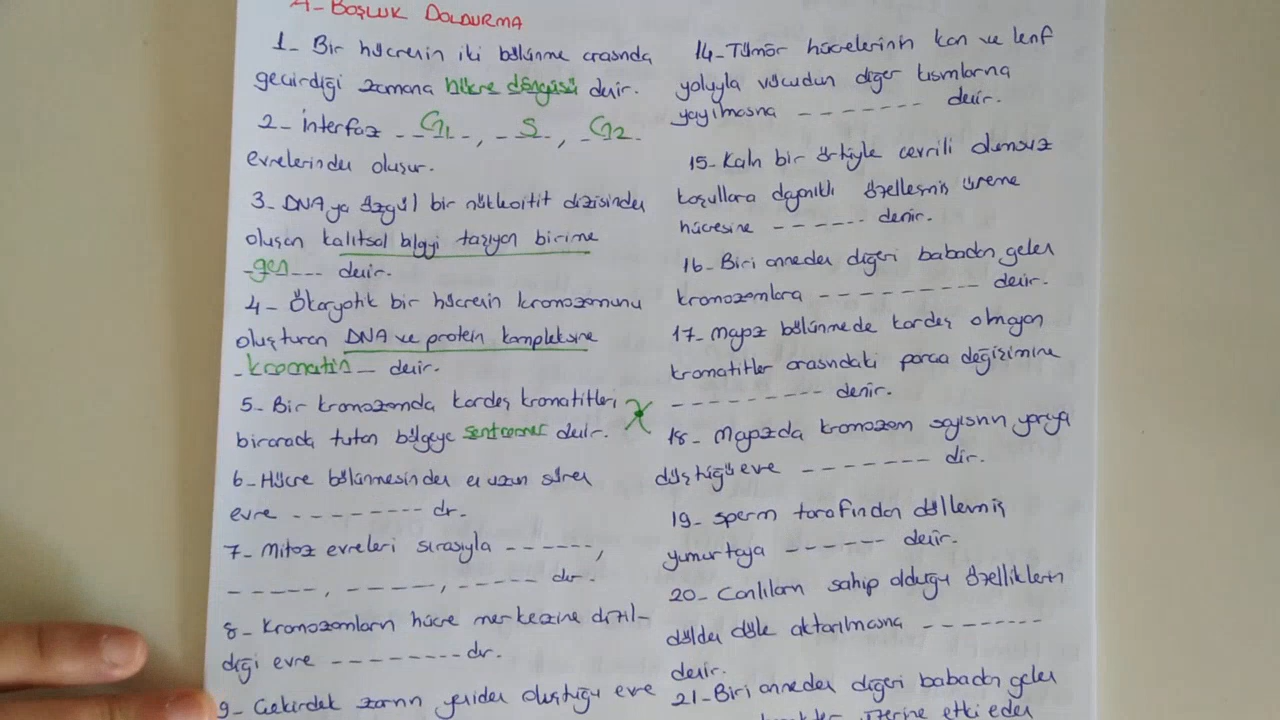 A- BOŞLUK DOLDURMA
1- Bir hücrenin iki bölünme arasında
geçirdiği zamana hücre döngüsü denir.
2- İnterfaz G1, S, G2
evrelerinden oluşur.
3- DNA ya özgül bir nükleotit dizisinden
oluşan kalıtsal bilgiyi taşıyan birime
gen denir.
4- Ökaryotik bir hücrenin kromozomunu
oluşturan DNA ve protein kompleksine
kromatin denir.
5- Bir kromozomda kardeş kromatitleri
birarada tutan bölgeye sentromer denir.
6- Hücre bölünmesinden en uzun süren
evre -------- dır.
7- Mitoz evreleri sırasıyla ------,
------, -----, ----- dır.
8- Kromozomların hücre merkezine dizil-
diği evre --------- dır.
9- Çekirdek zarının yeniden oluştuğu evre
14- Tümör hücrelerinin kan ve lenf
yoluyla vücudun diğer kısımlarına
yayılmasına ------- denir.
15- Kalın bir örtüyle çevrili olumsuz
koşullara dayanıklı özelleşmiş üreme
hücresine ------ denir.
16- Biri anneden diğeri babadan gelen
kromozomlara --------- denir.
17- Mayoz bölünmede kardeş olmayan
kromatitler arasındaki parça değişimine
--------- denir.
18- Mayozda kromozom sayısının yarıya
düştüğü evre ------- dir.
19- Sperm tarafından döllenmiş
yumurtaya ------ denir.
20- Canlıların sahip olduğu özelliklerin
dölden döle aktarılmasına --------
denir.
21- Biri anneden diğeri babadan gelen
üzerine etki eden